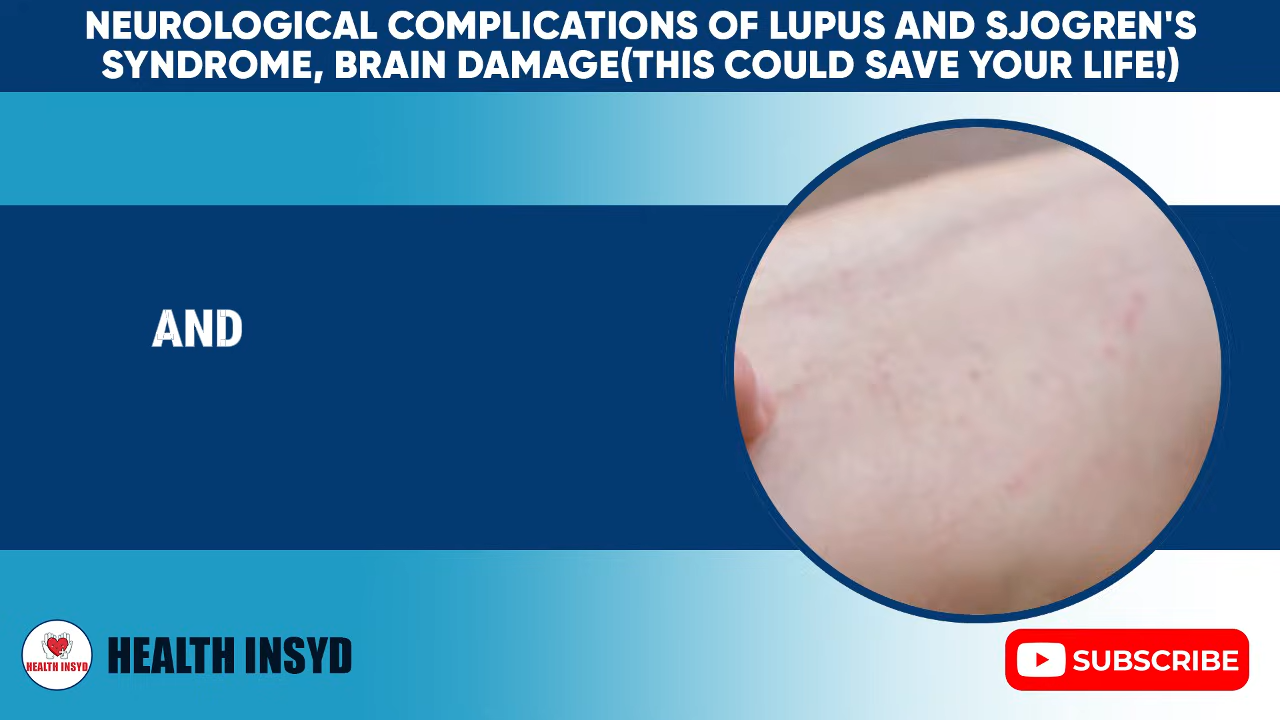 NEUROLOGICAL COMPLICATIONS OF LUPUS AND SJOGREN'S
SYNDROME, BRAIN DAMAGE(THIS COULD SAVE YOUR LIFE!)
AND
HEALTH INSYD
HEALTH INSYD
SUBSCRIBE